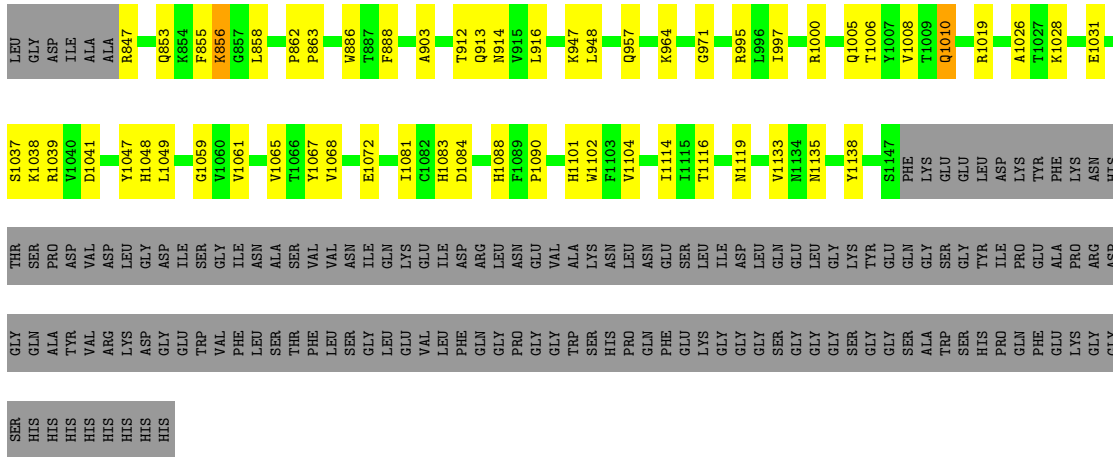 LEU GLY ASP ILE ALA ALA R847 Q853 K854 F855 K856 G857 L858 P862 P863 W886 T887 F888 A903 T912 Q913 N914 V915 L916 K947 L948 Q957 K964 G971 R995 L996 I997 R1000 Q1005 T1006 Y1007 V1008 T1009 Q1010 R1019 A1026 T1027 K1028 E1031
S1037 K1038 R1039 V1040 D1041 Y1047 H1048 L1049 G1059 V1060 V1061 V1065 T1066 Y1067 V1068 E1072 I1081 C1082 H1083 D1084 H1088 F1089 P1090 H1101 W1102 F1103 V1104 I1114 I1115 T1116 N1119 V1133 N1134 N1135 Y1138 S1147 PHE LYS GLU GLU LEU ASP LYS TYR PHE LYS ASN HIS
THR SER PRO ASP VAL ASP LEU GLY ASP ILE SER GLY ILE ASN ALA SER VAL VAL ASN ILE GLN LYS GLU ILE ASP ARG LEU ASN GLU VAL ALA LYS ASN LEU ASN GLU SER LEU ILE ASP LEU GLN GLU LEU GLY LYS TYR GLU GLN GLY SER GLY TYR ILE PRO GLU ALA PRO ARG ASP
GLY GLN ALA TYR VAL ARG LYS ASP GLY GLU TRP VAL PHE LEU SER THR PHE LEU SER GLY LEU GLU VAL LEU PHE GLN GLY PRO GLY GLY TRP SER HIS PRO GLN PHE GLU LYS GLY GLY GLY SER GLY GLY GLY SER GLY GLY SER ALA TRP SER HIS PRO GLN PHE GLU LYS GLY GLY
SER HIS HIS HIS HIS HIS HIS HIS HIS